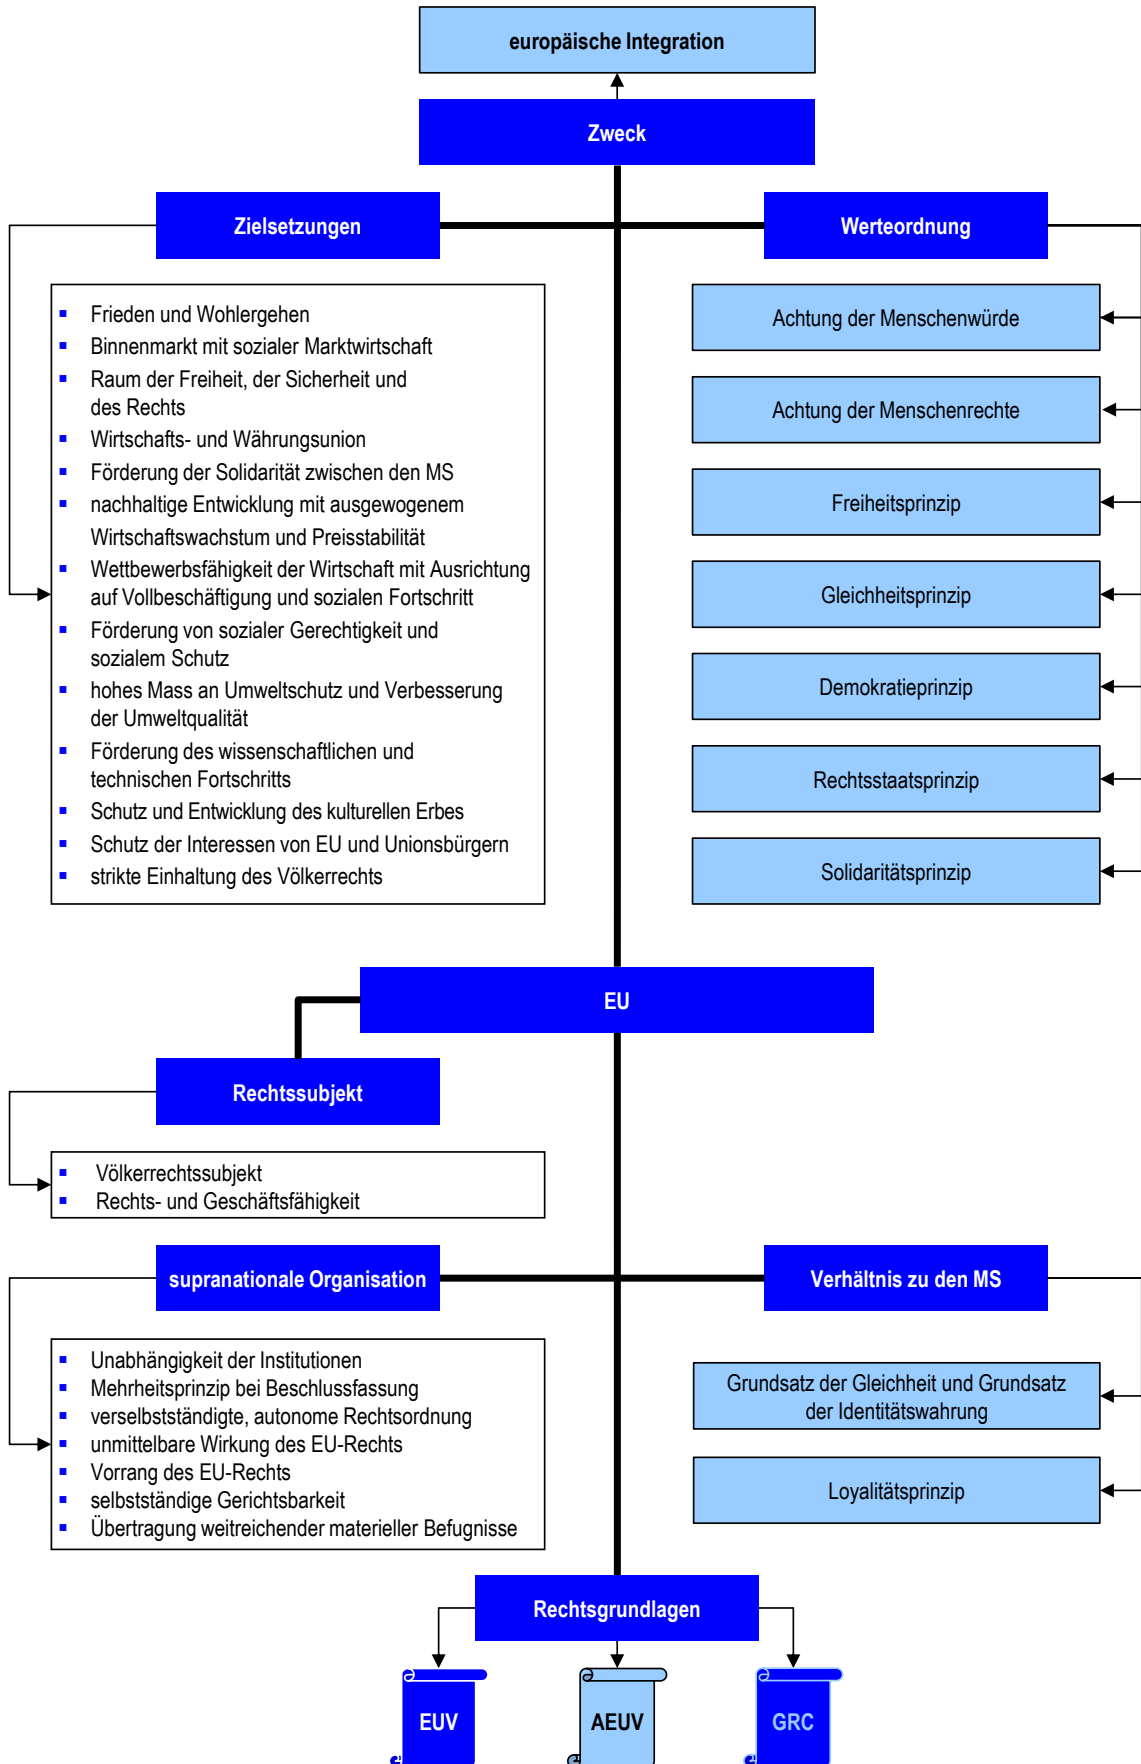 europäische Integration
Zweck
Zielsetzungen
▪ Frieden und Wohlergehen
▪ Binnenmarkt mit sozialer Marktwirtschaft
▪ Raum der Freiheit, der Sicherheit und
des Rechts
▪ Wirtschafts- und Währungsunion
▪ Förderung der Solidarität zwischen den MS
▪ nachhaltige Entwicklung mit ausgewogenem
Wirtschaftswachstum und Preisstabilität
▪ Wettbewerbsfähigkeit der Wirtschaft mit Ausrichtung
auf Vollbeschäftigung und sozialen Fortschritt
▪ Förderung von sozialer Gerechtigkeit und
sozialem Schutz
▪ hohes Mass an Umweltschutz und Verbesserung
der Umweltqualität
▪ Förderung des wissenschaftlichen und
technischen Fortschritts
▪ Schutz und Entwicklung des kulturellen Erbes
▪ Schutz der Interessen von EU und Unionsbürgern
▪ strikte Einhaltung des Völkerrechts
Werteordnung
Achtung der Menschenwürde
Achtung der Menschenrechte
Freiheitsprinzip
Gleichheitsprinzip
Demokratieprinzip
Rechtsstaatsprinzip
Solidaritätsprinzip
EU
Rechtssubjekt
▪ Völkerrechtssubjekt
▪ Rechts- und Geschäftsfähigkeit
supranationale Organisation
▪ Unabhängigkeit der Institutionen
▪ Mehrheitsprinzip bei Beschlussfassung
▪ verselbstständigte, autonome Rechtsordnung
▪ unmittelbare Wirkung des EU-Rechts
▪ Vorrang des EU-Rechts
▪ selbstständige Gerichtsbarkeit
▪ Übertragung weitreichender materieller Befugnisse
Verhältnis zu den MS
Grundsatz der Gleichheit und Grundsatz
der Identitätswahrung
Loyalitätsprinzip
Rechtsgrundlagen
EUV
AEUV
GRC